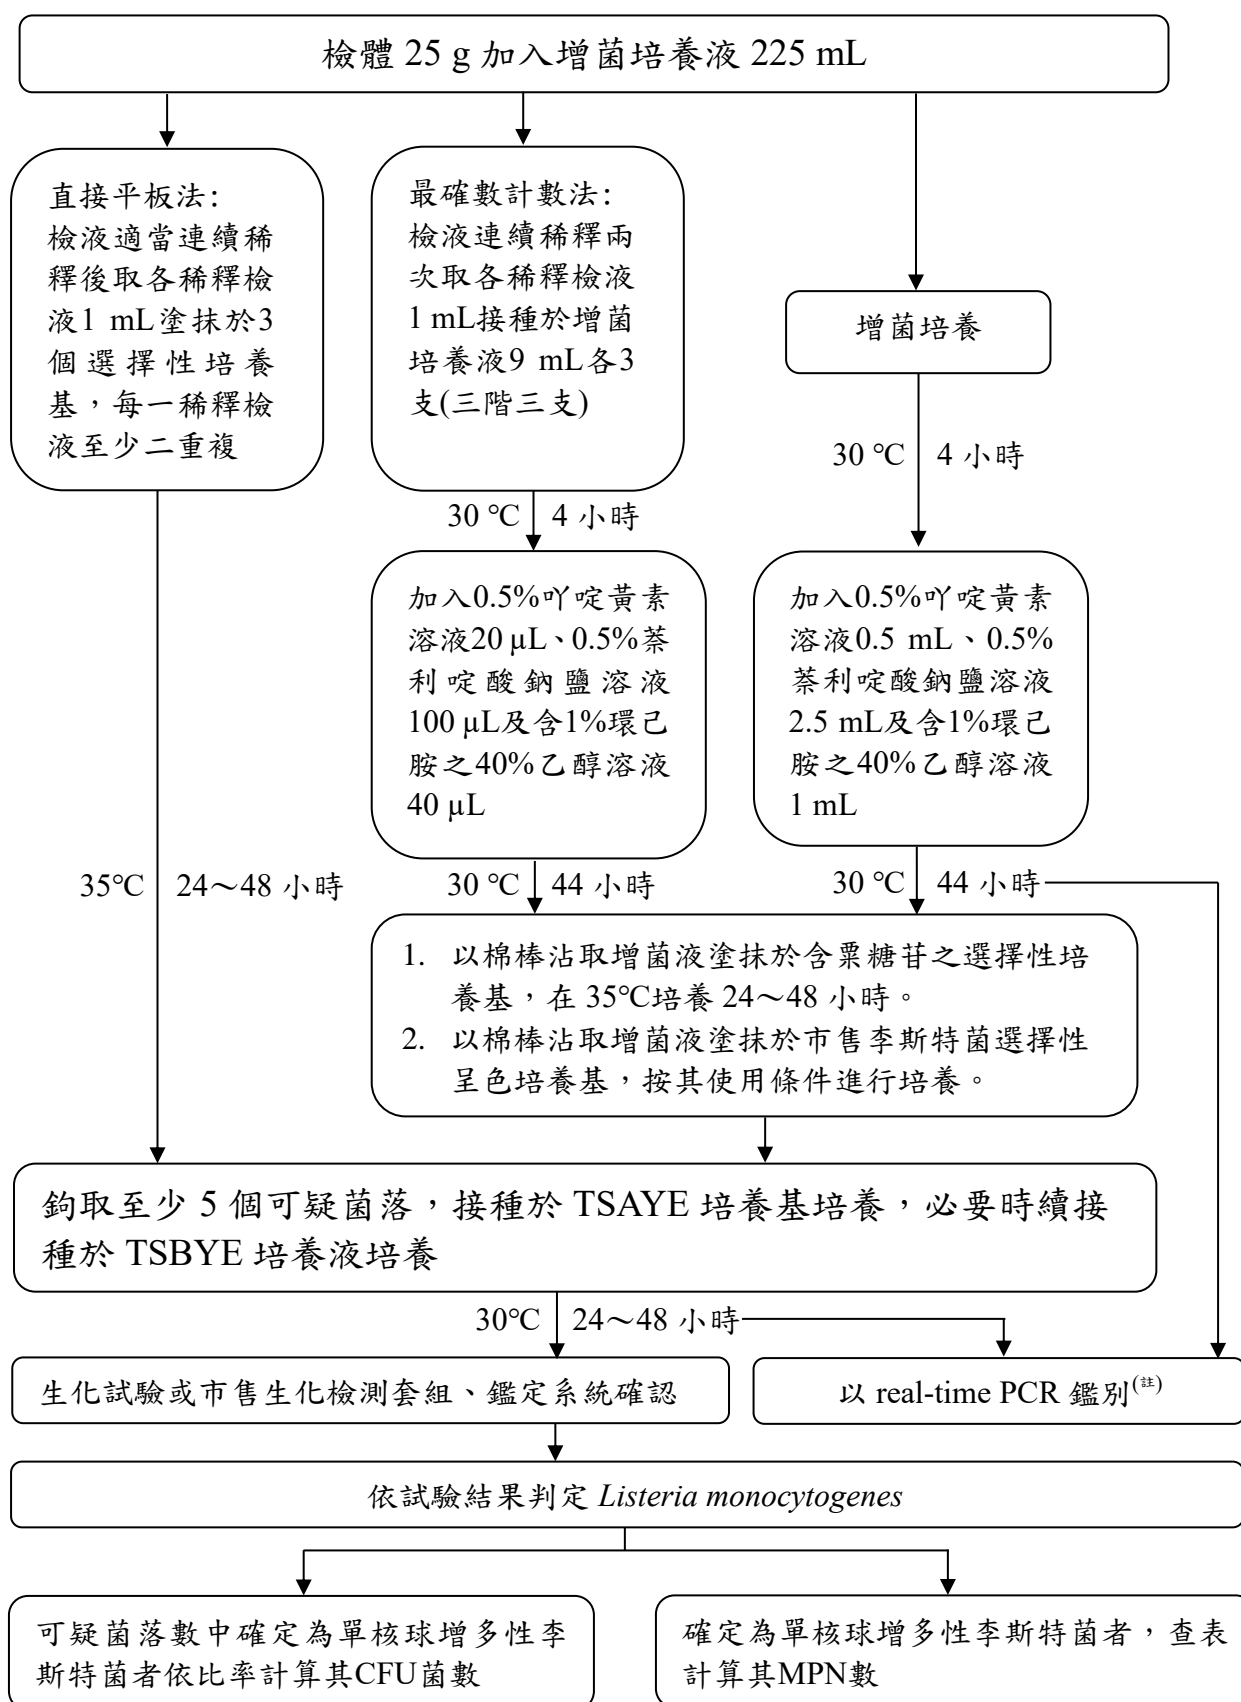 檢體 25 g 加入增菌培養液 225 mL
直接平板法:
檢液適當連續稀
釋後取各稀釋檢
液1 mL塗抹於3
個選擇性培養
基，每一稀釋檢
液至少二重複
最確數計數法:
檢液連續稀釋兩
次取各稀釋檢液
1 mL接種於增菌
培養液9 mL各3
支(三階三支)
增菌培養
30 ℃ 4 小時
30 ℃ 4 小時
加入0.5%吖啶黃素
溶液20 µL、0.5%萘
利啶酸鈉鹽溶液
100 µL及含1%環己
胺之40%乙醇溶液
40 µL
加入0.5%吖啶黃素
溶液0.5 mL、0.5%
萘利啶酸鈉鹽溶液
2.5 mL及含1%環己
胺之40%乙醇溶液
1 mL
35℃ 24～48 小時
30 ℃ 44 小時
30 ℃ 44 小時
1. 以棉棒沾取增菌液塗抹於含粟糖苷之選擇性培
養基，在 35℃培養 24～48 小時。
2. 以棉棒沾取增菌液塗抹於市售李斯特菌選擇性
呈色培養基，按其使用條件進行培養。
鉤取至少 5 個可疑菌落，接種於 TSAYE 培養基培養，必要時續接
種於 TSBYE 培養液培養
30℃ 24～48 小時
生化試驗或市售生化檢測套組、鑑定系統確認
以 real-time PCR 鑑別(註)
依試驗結果判定 Listeria monocytogenes
可疑菌落數中確定為單核球增多性李
斯特菌者依比率計算其CFU菌數
確定為單核球增多性李斯特菌者，查表
計算其MPN數